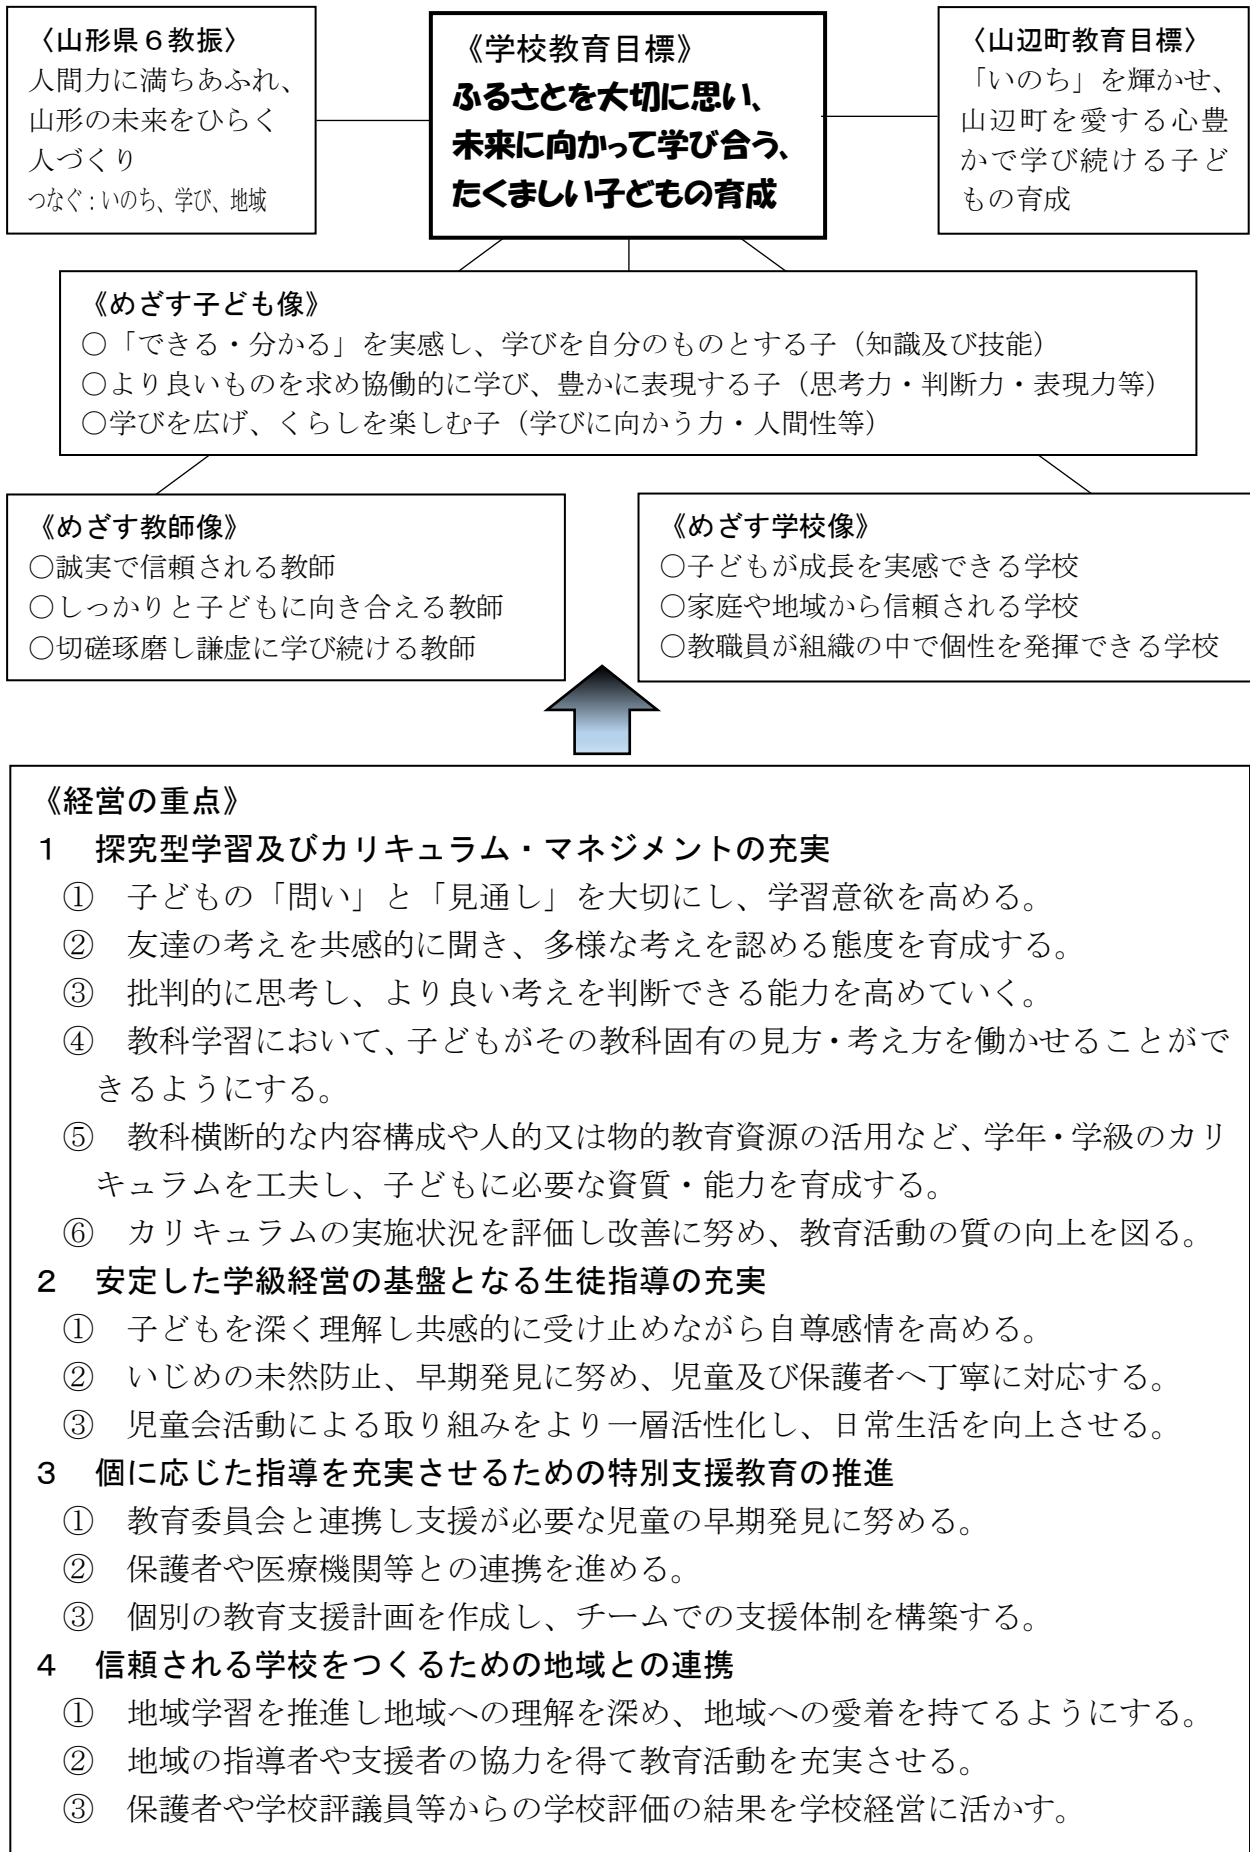 〈山形県６教振〉
人間力に満ちあふれ、
山形の未来をひらく
人づくり
つなぐ：いのち、学び、地域
《学校教育目標》
ふるさとを大切に思い、
未来に向かって学び合う、
たくましい子どもの育成
〈山辺町教育目標〉
「いのち」を輝かせ、
山辺町を愛する心豊
かで学び続ける子ど
もの育成
《めざす子ども像》
○「できる・分かる」を実感し、学びを自分のものとする子（知識及び技能）
○より良いものを求め協働的に学び、豊かに表現する子（思考力・判断力・表現力等）
○学びを広げ、くらしを楽しむ子（学びに向かう力・人間性等）
《めざす教師像》
○誠実で信頼される教師
○しっかりと子どもに向き合える教師
○切磋琢磨し謙虚に学び続ける教師
《めざす学校像》
○子どもが成長を実感できる学校
○家庭や地域から信頼される学校
○教職員が組織の中で個性を発揮できる学校
《経営の重点》
１　探究型学習及びカリキュラム・マネジメントの充実
①　子どもの「問い」と「見通し」を大切にし、学習意欲を高める。
②　友達の考えを共感的に聞き、多様な考えを認める態度を育成する。
③　批判的に思考し、より良い考えを判断できる能力を高めていく。
④　教科学習において、子どもがその教科固有の見方・考え方を働かせることがで
きるようにする。
⑤　教科横断的な内容構成や人的又は物的教育資源の活用など、学年・学級のカリ
キュラムを工夫し、子どもに必要な資質・能力を育成する。
⑥　カリキュラムの実施状況を評価し改善に努め、教育活動の質の向上を図る。
２　安定した学級経営の基盤となる生徒指導の充実
①　子どもを深く理解し共感的に受け止めながら自尊感情を高める。
②　いじめの未然防止、早期発見に努め、児童及び保護者へ丁寧に対応する。
③　児童会活動による取り組みをより一層活性化し、日常生活を向上させる。
３　個に応じた指導を充実させるための特別支援教育の推進
①　教育委員会と連携し支援が必要な児童の早期発見に努める。
②　保護者や医療機関等との連携を進める。
③　個別の教育支援計画を作成し、チームでの支援体制を構築する。
４　信頼される学校をつくるための地域との連携
①　地域学習を推進し地域への理解を深め、地域への愛着を持てるようにする。
②　地域の指導者や支援者の協力を得て教育活動を充実させる。
③　保護者や学校評議員等からの学校評価の結果を学校経営に活かす。